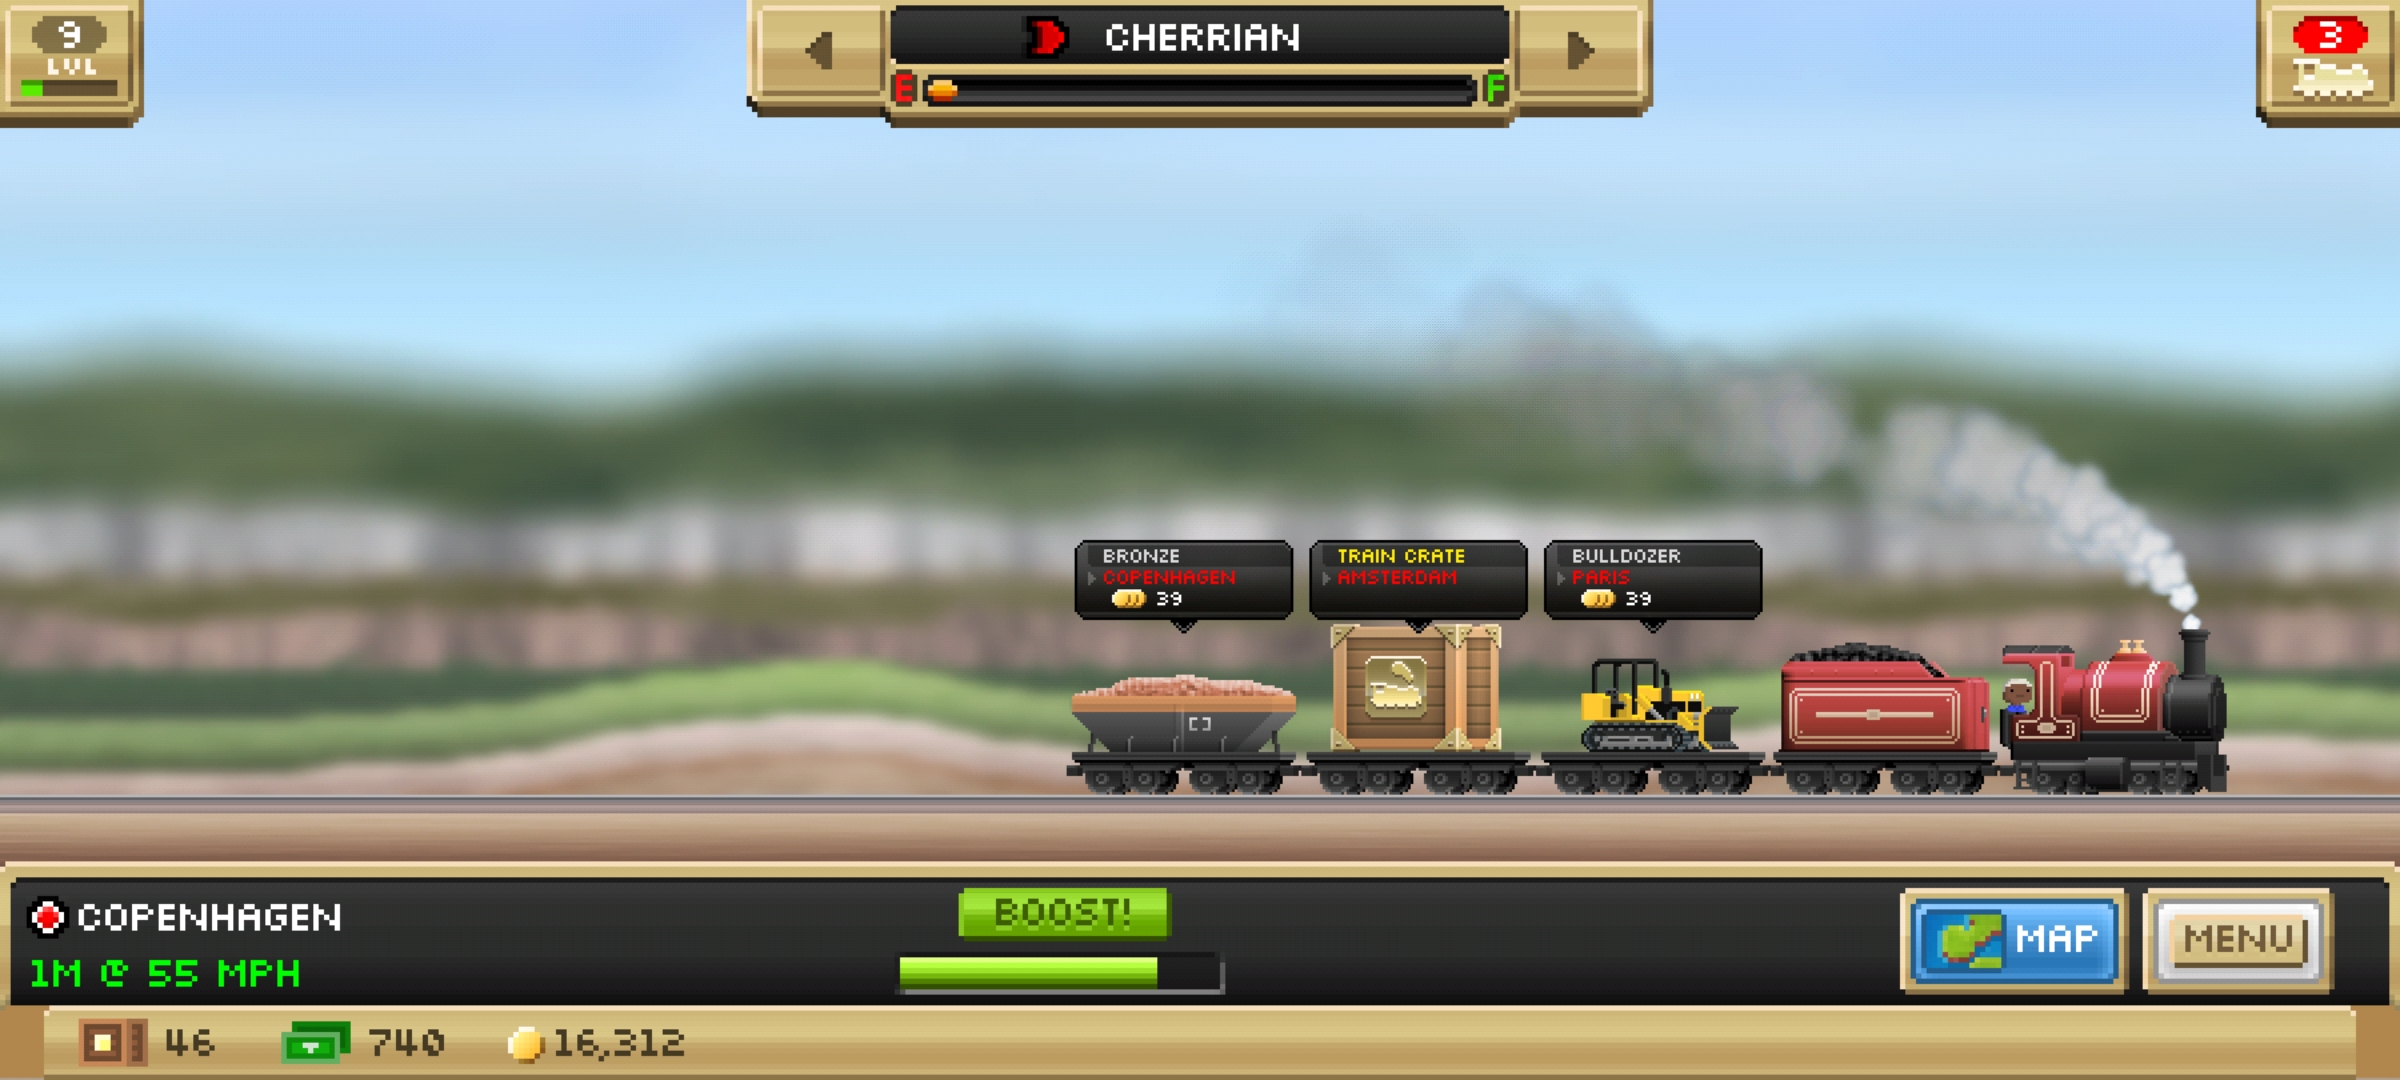 9
LVL
CHERRIAN
E F
3
BRONZE
COPENHAGEN
39
TRAIN CRATE
AMSTERDAM
BULLDOZER
PARIS
39
COPENHAGEN
1M @ 55 MPH
BOOST!
MAP
MENU
46
740
16,312